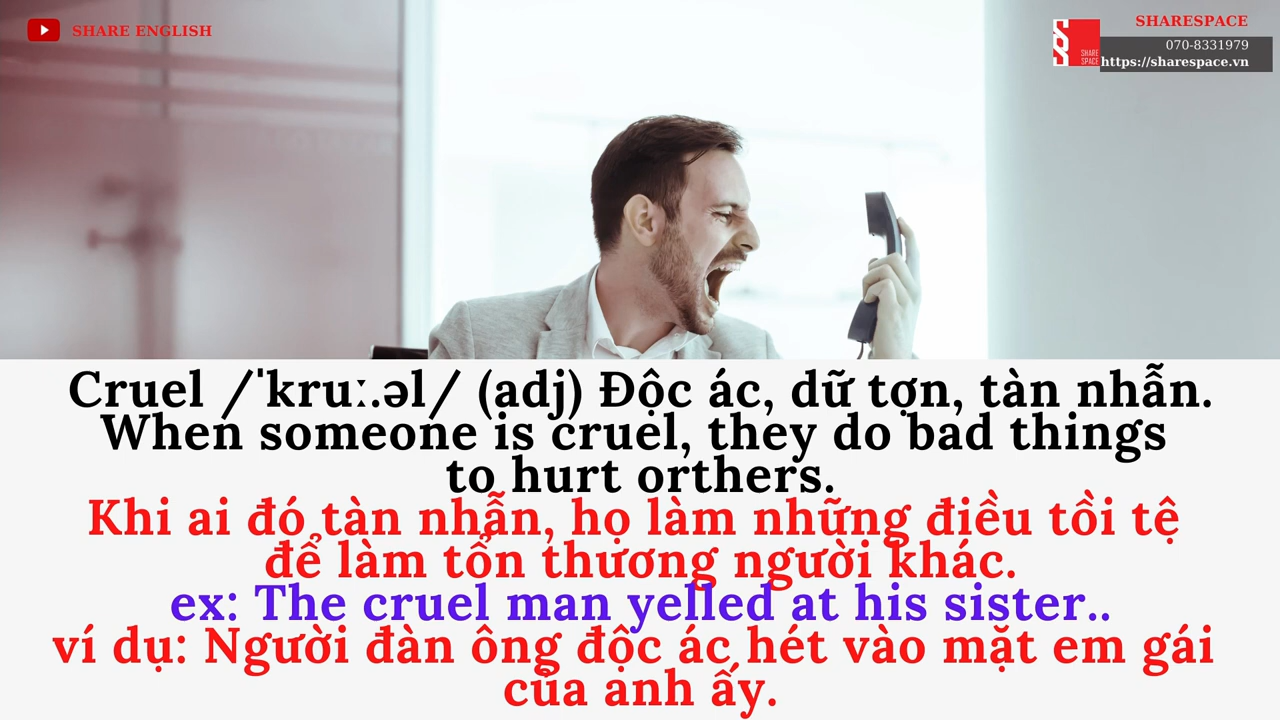 SHARE ENGLISH
SHARESPACE
070-8331979
SHARE
SPACE
https://sharespace.vn
Cruel /ˈkruː.əl/ (adj) Độc ác, dữ tợn, tàn nhẫn.
When someone is cruel, they do bad things
to hurt orthers.
Khi ai đó tàn nhẫn, họ làm những điều tồi tệ
để làm tổn thương người khác.
ex: The cruel man yelled at his sister..
ví dụ: Người đàn ông độc ác hét vào mặt em gái
của anh ấy.